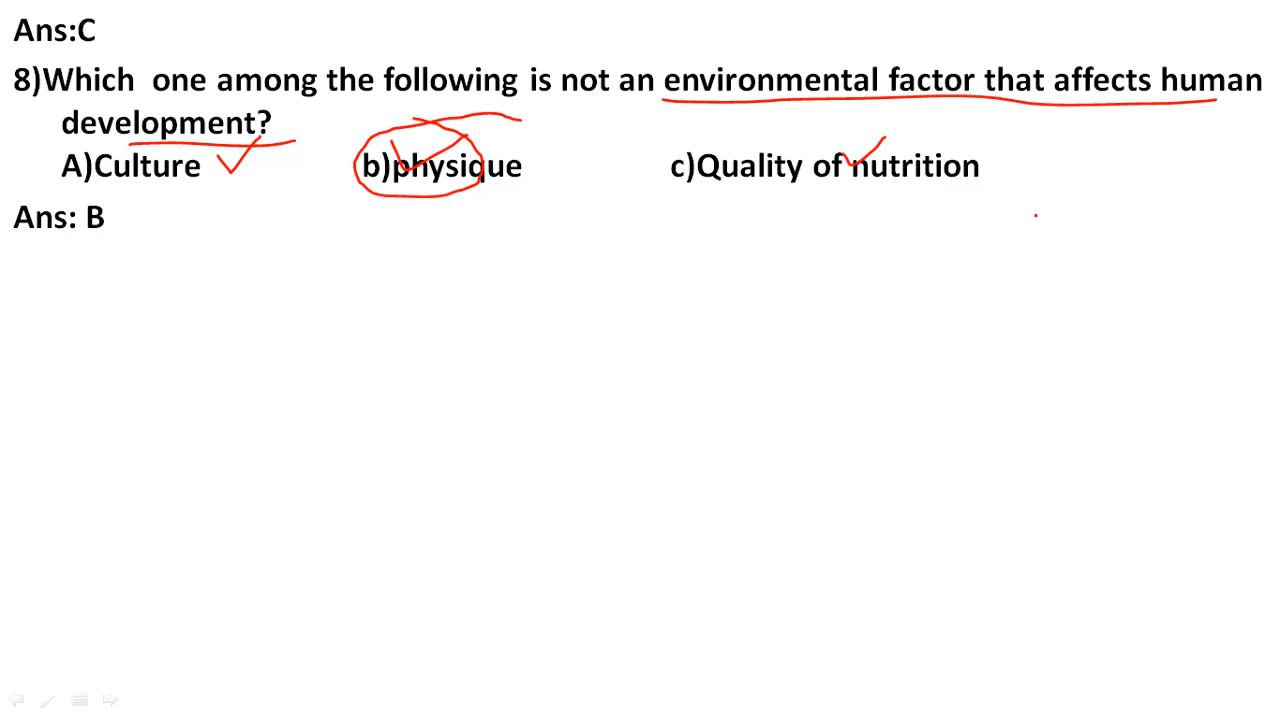 Ans:C
8)Which one among the following is not an environmental factor that affects human
development?
A)Culture b)physique c)Quality of nutrition
Ans: B